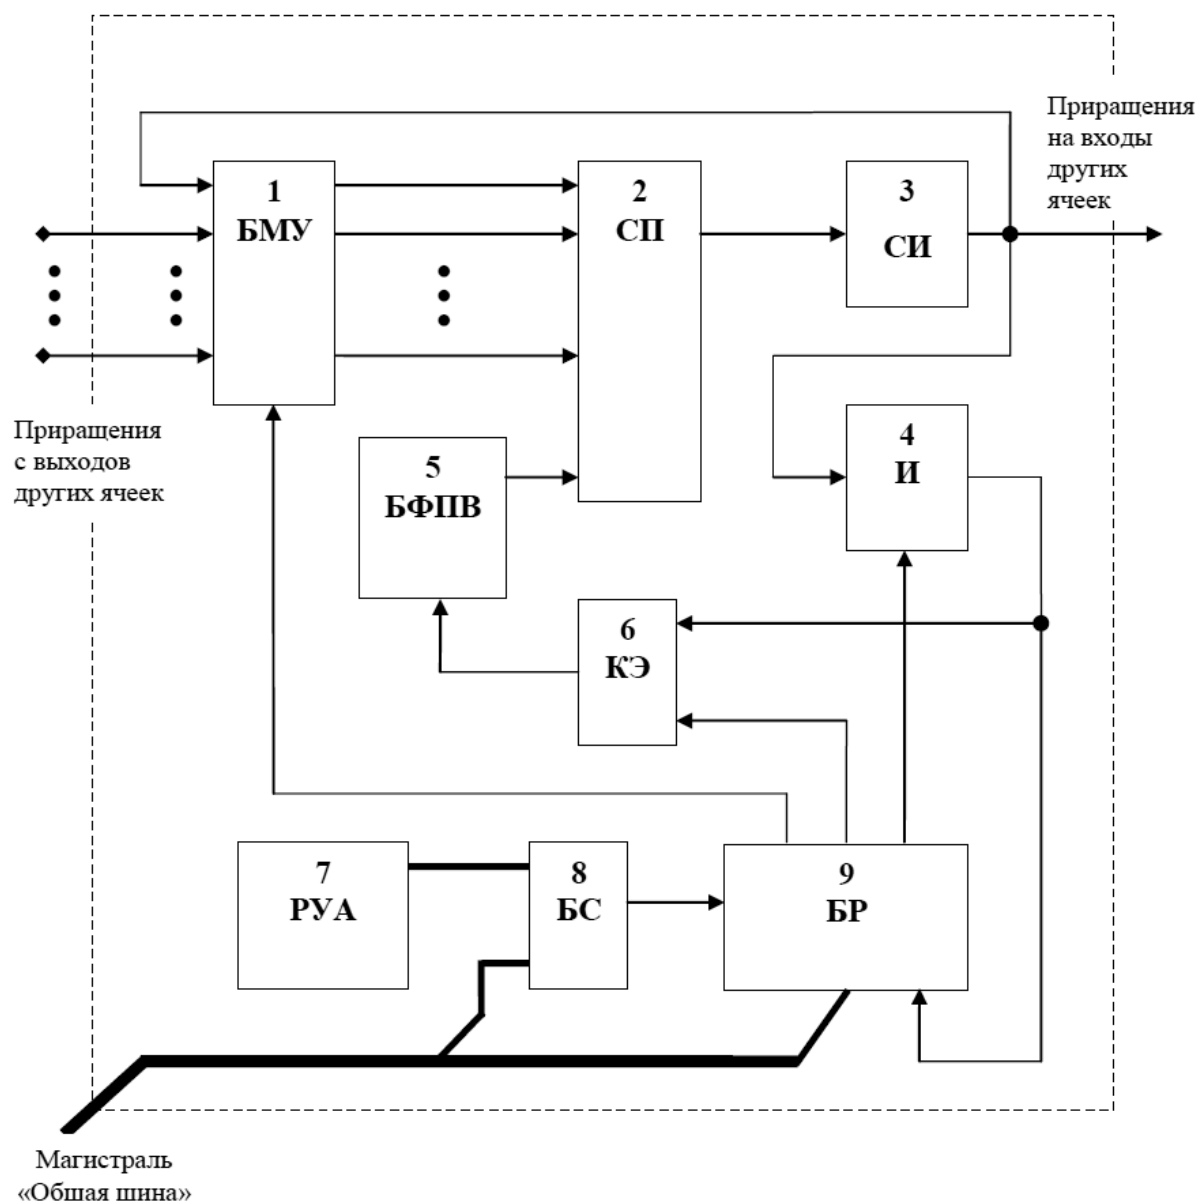 Приращения
на входы
других
ячеек
1
БМУ
2
СП
3
СИ
Приращения
с выходов
других ячеек
4
И
5
БФПВ
6
КЭ
7
РУА
8
БС
9
БР
Магистраль
«Общая шина»